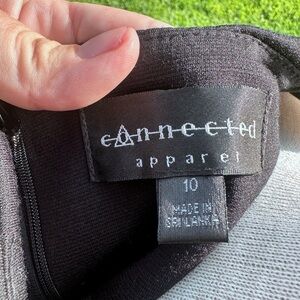 connected
apparel
10
MADE IN
SRI LANKA